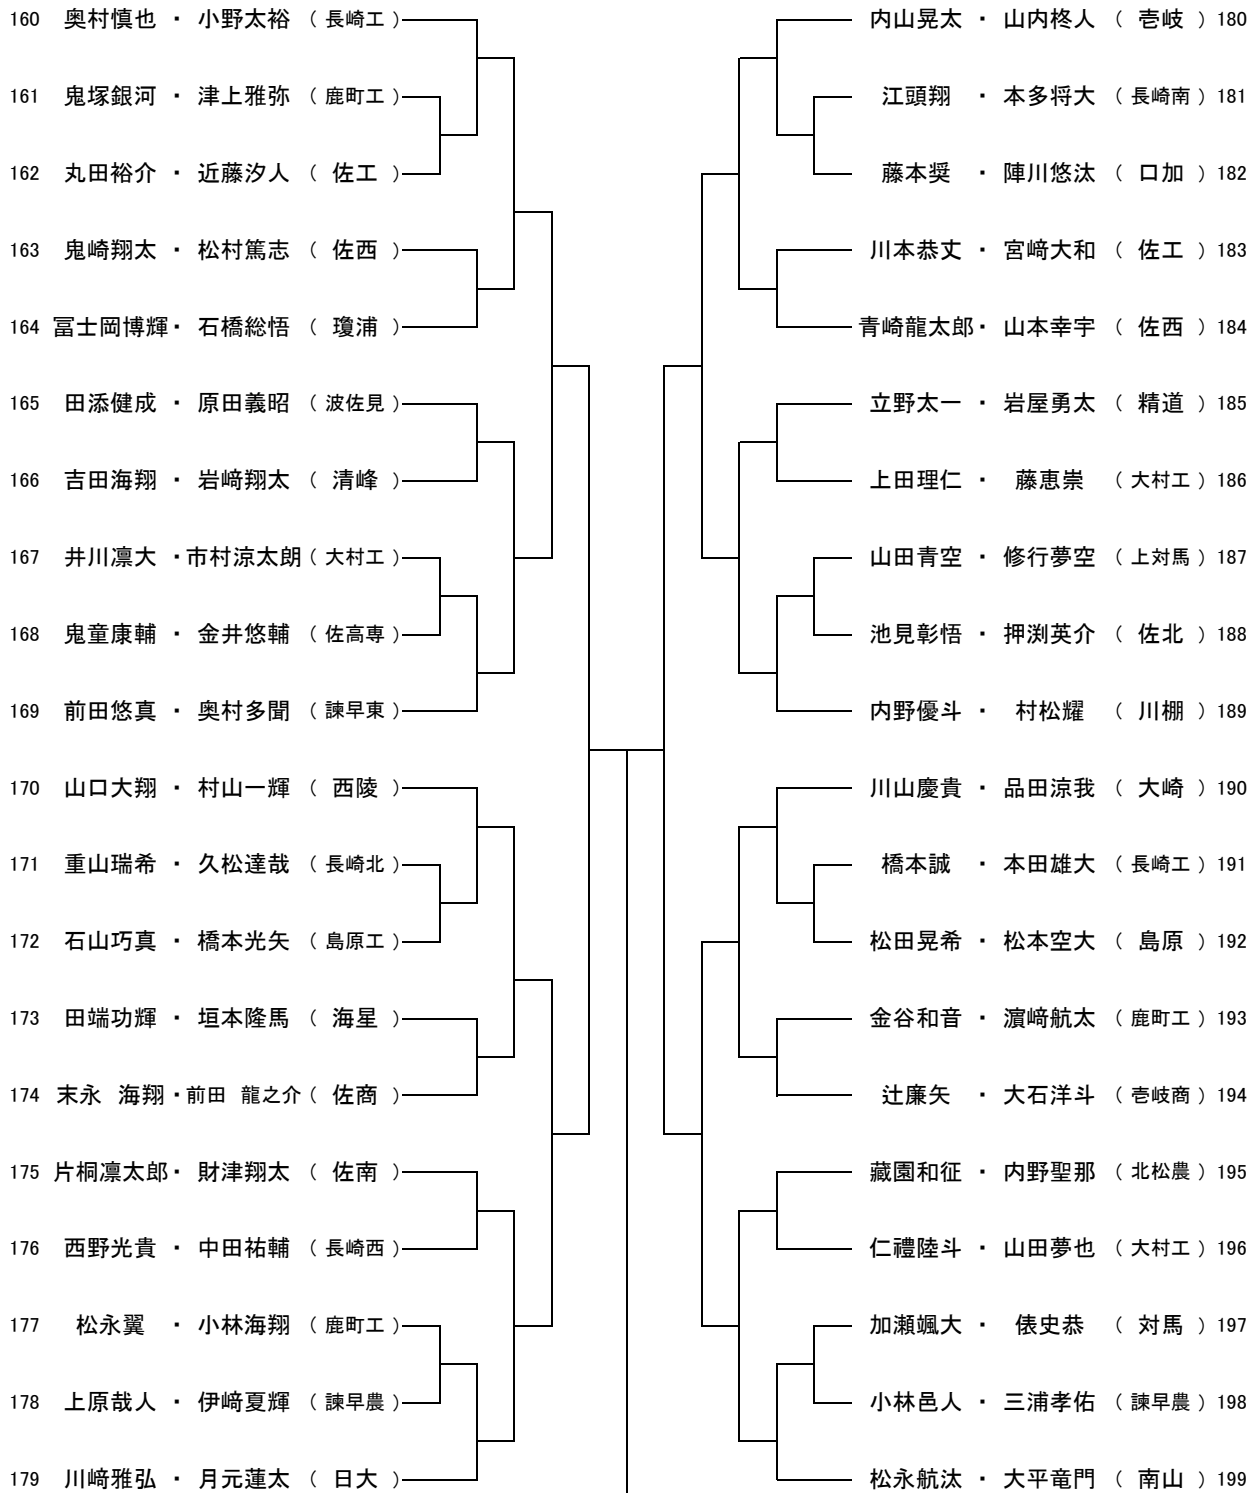 160 奥村慎也 ・ 小野太裕 ( 長崎工 )
161 鬼塚銀河 ・ 津上雅弥 ( 鹿町工 )
162 丸田裕介 ・ 近藤汐人 ( 佐工 )
163 鬼崎翔太 ・ 松村篤志 ( 佐西 )
164 冨士岡博輝・ 石橋総悟 ( 瓊浦 )
165 田添健成 ・ 原田義昭 ( 波佐見 )
166 吉田海翔 ・ 岩﨑翔太 ( 清峰 )
167 井川凛大 ・市村涼太朗 ( 大村工 )
168 鬼童康輔 ・ 金井悠輔 ( 佐高専 )
169 前田悠真 ・ 奥村多聞 ( 諫早東 )
170 山口大翔 ・ 村山一輝 ( 西陵 )
171 重山瑞希 ・ 久松達哉 ( 長崎北 )
172 石山巧真 ・ 橋本光矢 ( 島原工 )
173 田端功輝 ・ 垣本隆馬 ( 海星 )
174 末永 海翔・前田 龍之介 ( 佐商 )
175 片桐凛太郎・ 財津翔太 ( 佐南 )
176 西野光貴 ・ 中田祐輔 ( 長崎西 )
177 松永翼 ・ 小林海翔 ( 鹿町工 )
178 上原哉人 ・ 伊﨑夏輝 ( 諫早農 )
179 川﨑雅弘 ・ 月元蓮太 ( 日大 )
内山晃太 ・ 山内柊人 ( 壱岐 ) 180
江頭翔 ・ 本多将大 ( 長崎南 ) 181
藤本奨 ・ 陣川悠汰 ( 口加 ) 182
川本恭丈 ・ 宮﨑大和 ( 佐工 ) 183
青崎龍太郎・ 山本幸宇 ( 佐西 ) 184
立野太一 ・ 岩屋勇太 ( 精道 ) 185
上田理仁 ・ 藤恵崇 ( 大村工 ) 186
山田青空 ・ 修行夢空 ( 上対馬 ) 187
池見彰悟 ・ 押渕英介 ( 佐北 ) 188
内野優斗 ・ 村松耀 ( 川棚 ) 189
川山慶貴 ・ 品田涼我 ( 大崎 ) 190
橋本誠 ・ 本田雄大 ( 長崎工 ) 191
松田晃希 ・ 松本空大 ( 島原 ) 192
金谷和音 ・ 濵﨑航太 ( 鹿町工 ) 193
辻廉矢 ・ 大石洋斗 ( 壱岐商 ) 194
藏園和征 ・ 内野聖那 ( 北松農 ) 195
仁禮陸斗 ・ 山田夢也 ( 大村工 ) 196
加瀬颯大 ・ 俵史恭 ( 対馬 ) 197
小林邑人 ・ 三浦孝佑 ( 諫早農 ) 198
松永航汰 ・ 大平竜門 ( 南山 ) 199